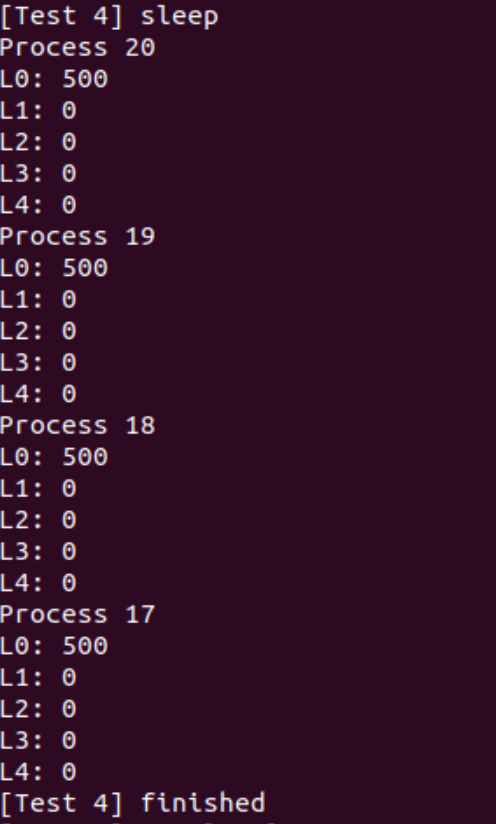 [Test 4] sleep
Process 20
L0: 500
L1: 0
L2: 0
L3: 0
L4: 0
Process 19
L0: 500
L1: 0
L2: 0
L3: 0
L4: 0
Process 18
L0: 500
L1: 0
L2: 0
L3: 0
L4: 0
Process 17
L0: 500
L1: 0
L2: 0
L3: 0
L4: 0
[Test 4] finished